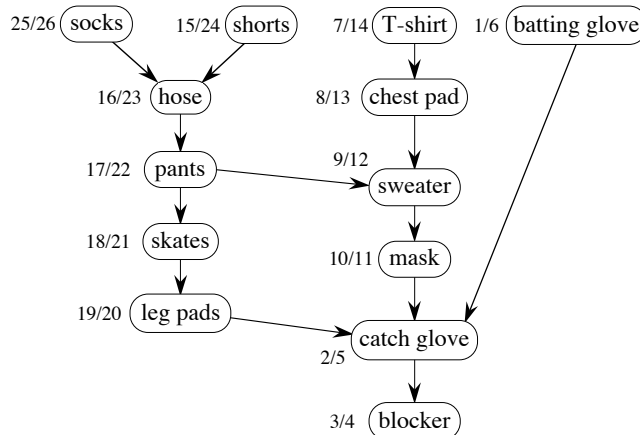 25/26 socks 15/24 shorts 7/14 T-shirt 1/6 batting glove
16/23 hose 8/13 chest pad
17/22 pants 9/12 sweater
18/21 skates 10/11 mask
19/20 leg pads 2/5 catch glove
3/4 blocker